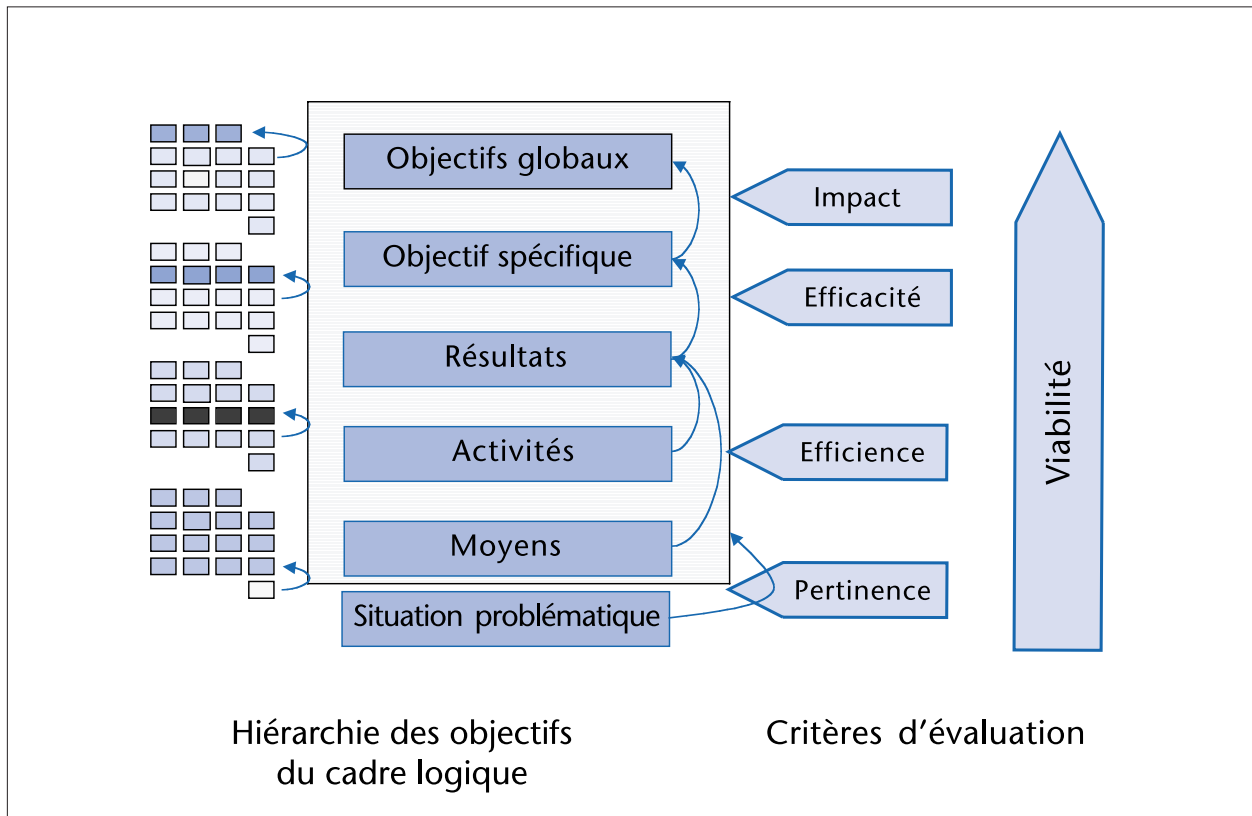 Objectifs globaux
Objectif spécifique
Résultats
Activités
Moyens
Situation problématique
Impact
Efficacité
Efficience
Pertinence
Viabilité
Hiérarchie des objectifs
du cadre logique
Critères d'évaluation